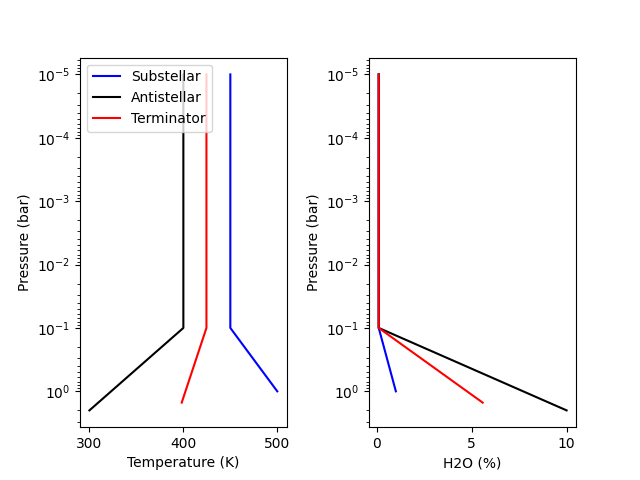 Substellar
Antistellar
Terminator
10⁻⁵
10⁻⁴
10⁻³
10⁻²
10⁻¹
10⁰
Pressure (bar)
300 400 500
Temperature (K)
10⁻⁵
10⁻⁴
10⁻³
10⁻²
10⁻¹
10⁰
Pressure (bar)
0 5 10
H2O (%)